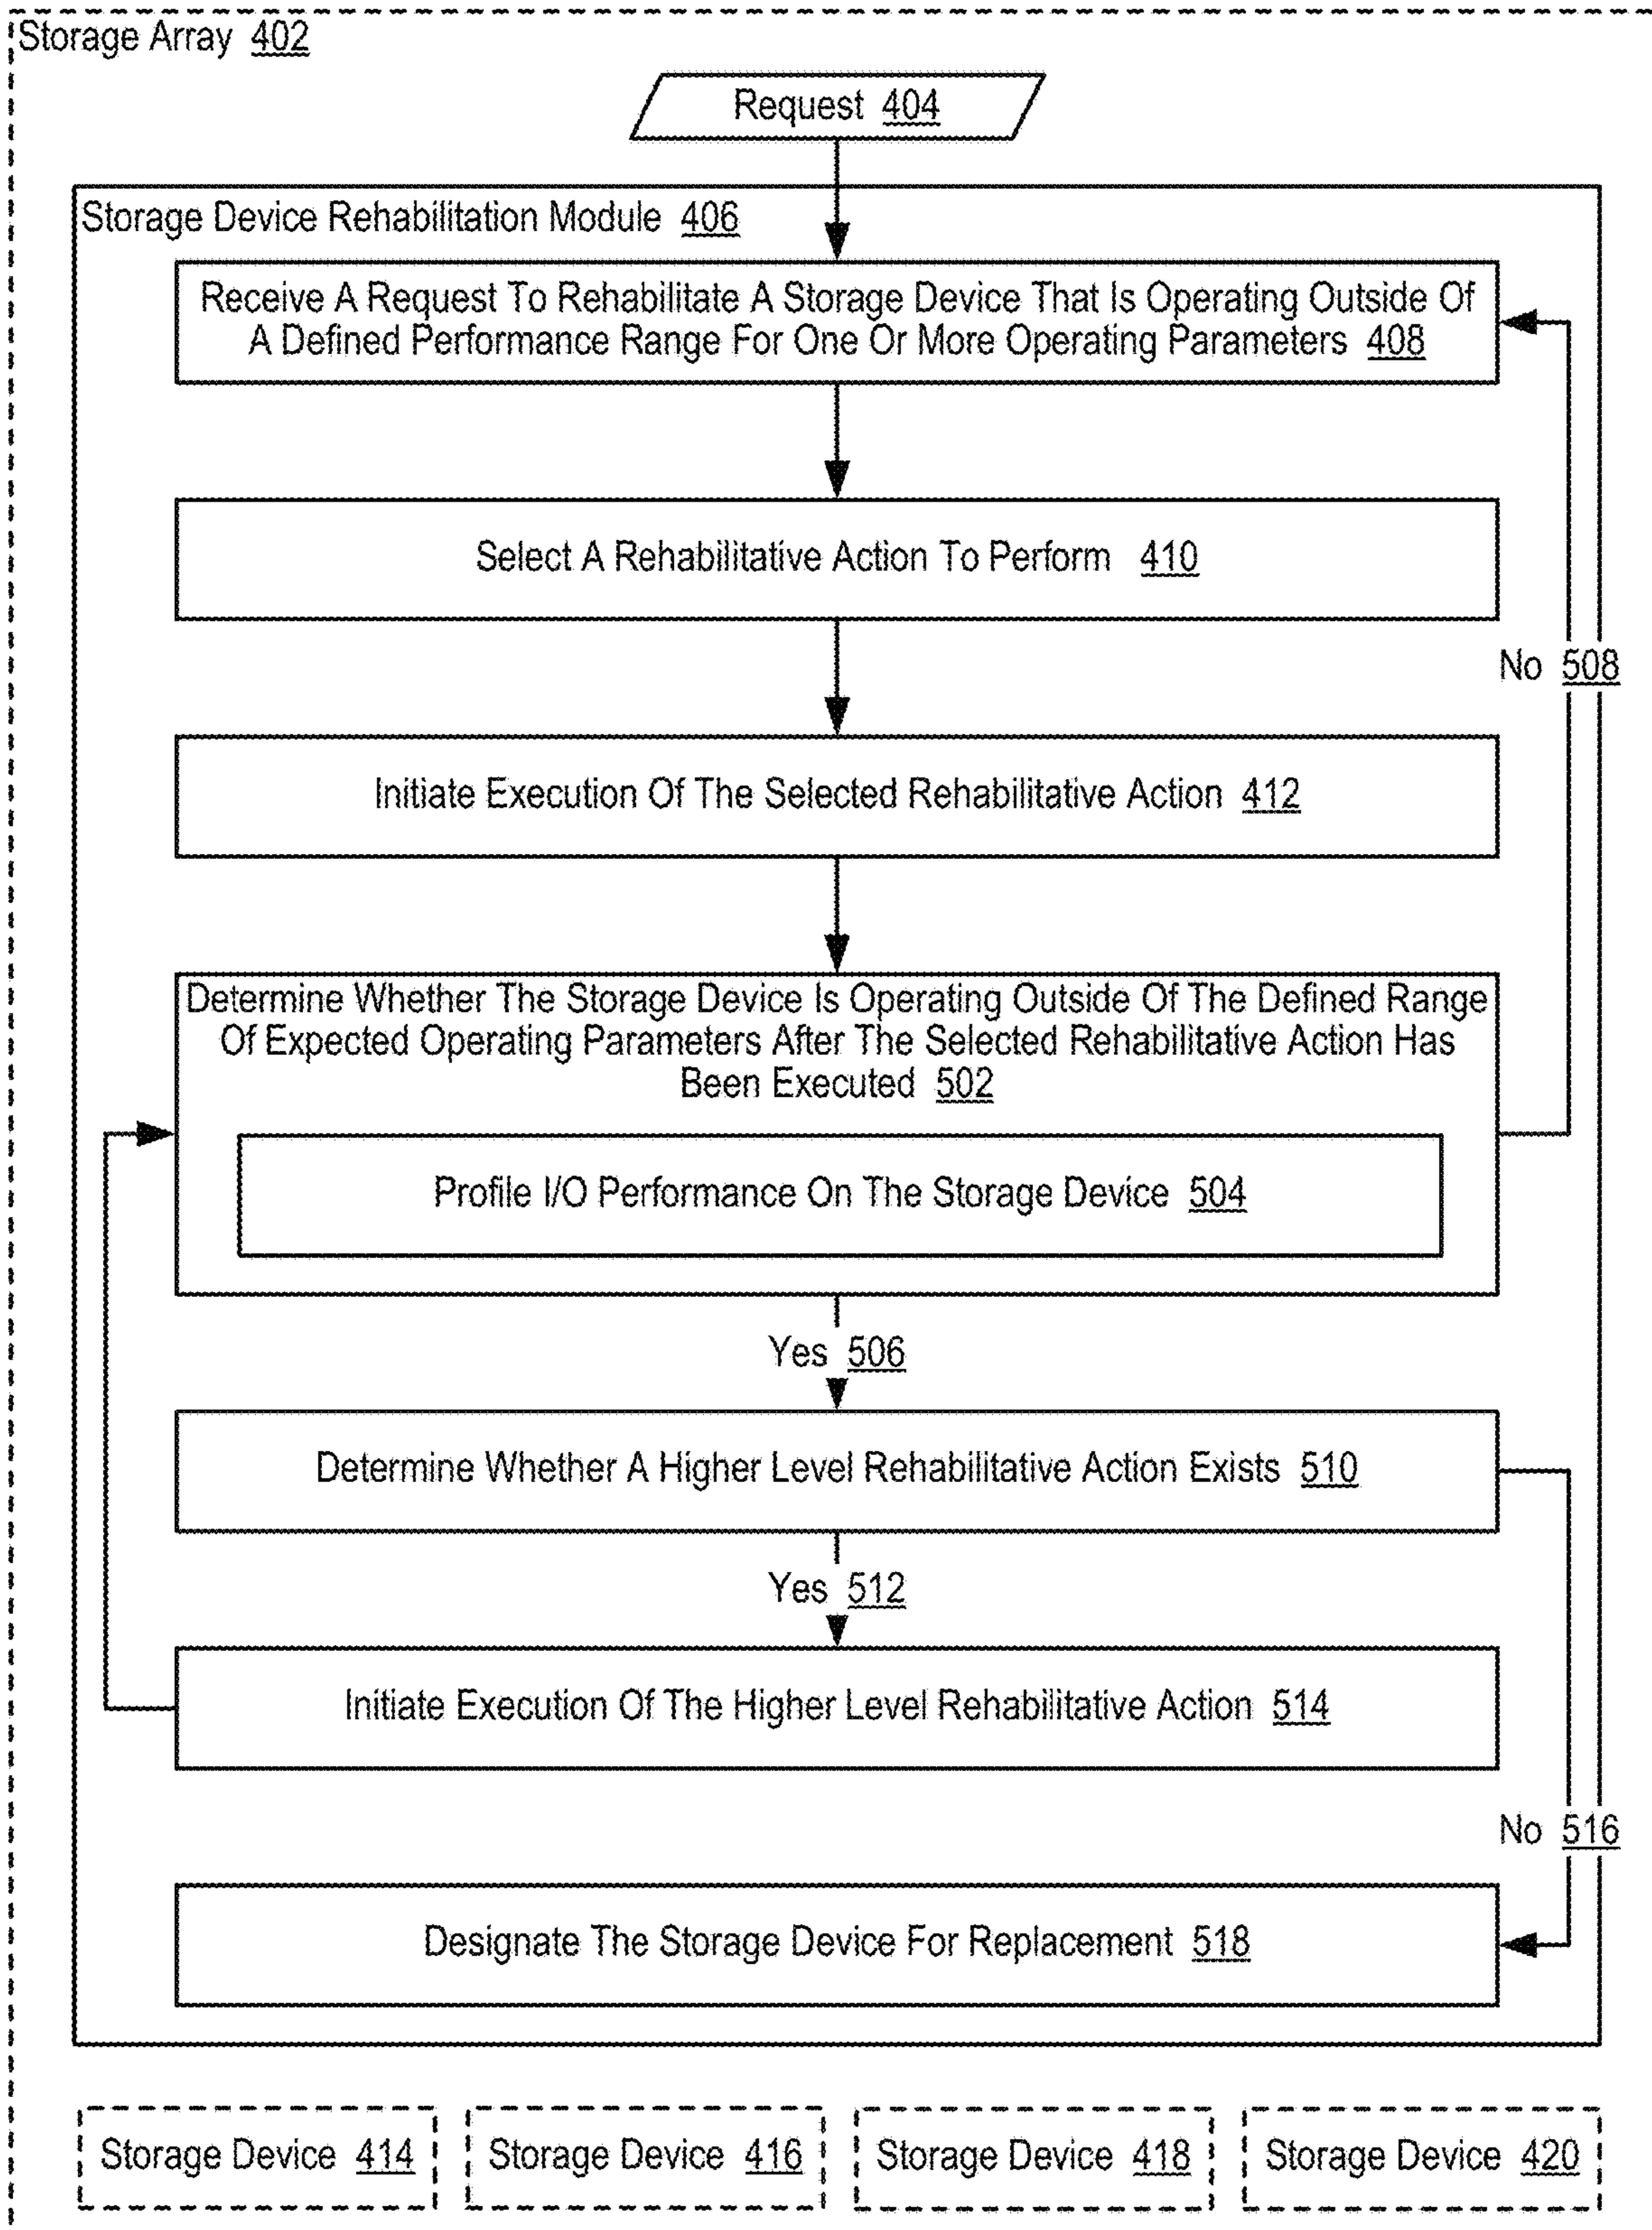 Storage Array 402
Request 404
Storage Device Rehabilitation Module 406
Receive A Request To Rehabilitate A Storage Device That Is Operating Outside Of
A Defined Performance Range For One Or More Operating Parameters 408
Select A Rehabilitative Action To Perform 410
No 508
Initiate Execution Of The Selected Rehabilitative Action 412
Determine Whether The Storage Device Is Operating Outside Of The Defined Range
Of Expected Operating Parameters After The Selected Rehabilitative Action Has
Been Executed 502
Profile I/O Performance On The Storage Device 504
Yes 506
Determine Whether A Higher Level Rehabilitative Action Exists 510
Yes 512
Initiate Execution Of The Higher Level Rehabilitative Action 514
No 516
Designate The Storage Device For Replacement 518
Storage Device 414
Storage Device 416
Storage Device 418
Storage Device 420